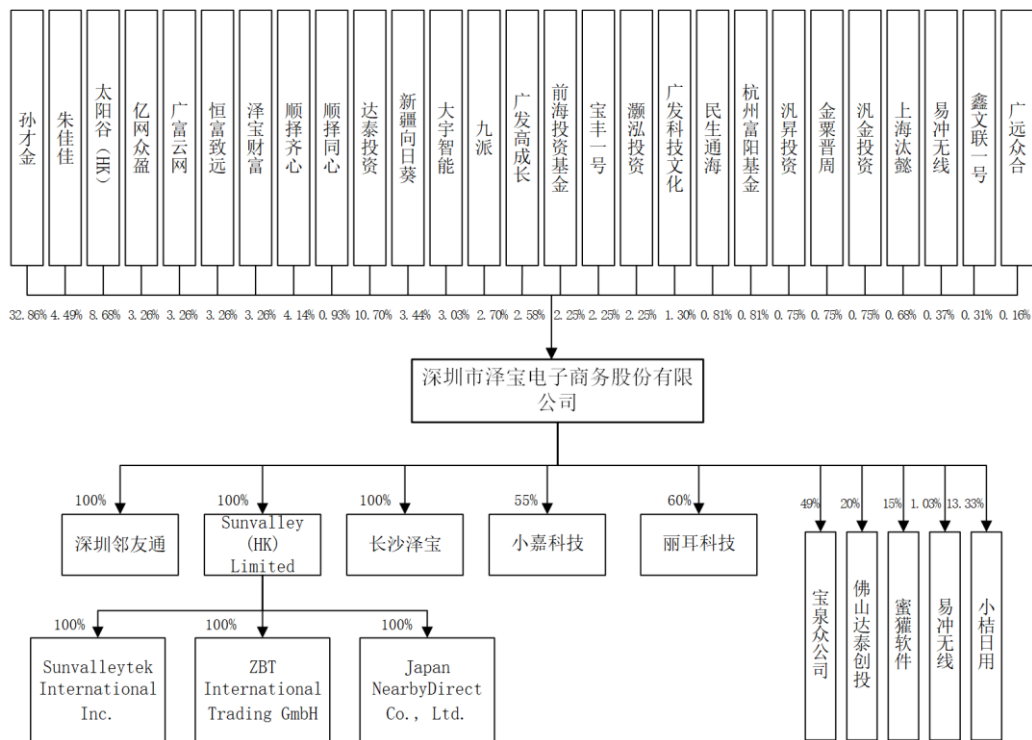 孙才金
朱佳佳
太阳谷（HK）
亿网众盈
广富云网
恒富致远
泽宝财富
顺择齐心
顺择同心
达泰投资
新疆向日葵
大宇智能
九派
广发高成长
前海投资基金
宝丰一号
灏泓投资
广发科技文化
民生通海
杭州富阳基金
汎昇投资
金粟晋周
汎金投资
上海汰懿
易冲无线
鑫文联一号
广远众合
32.86% 4.49% 8.68% 3.26% 3.26% 3.26% 3.26% 4.14% 0.93% 10.70% 3.44% 3.03% 2.70% 2.58% 2.25% 2.25% 2.25% 1.30% 0.81% 0.81% 0.75% 0.75% 0.75% 0.68% 0.37% 0.31% 0.16%
深圳市泽宝电子商务股份有限
公司
100% 100% 100% 55% 60% 49% 20% 15% 1.03% 13.33%
深圳邻友通
Sunvalley
(HK)
Limited
长沙泽宝
小嘉科技
丽耳科技
宝泉众公司
佛山达泰创投
蜜獾软件
易冲无线
小桔日用
100% 100% 100%
Sunvalleytek
International
Inc.
ZBT
International
Trading GmbH
Japan
NearbyDirect
Co., Ltd.